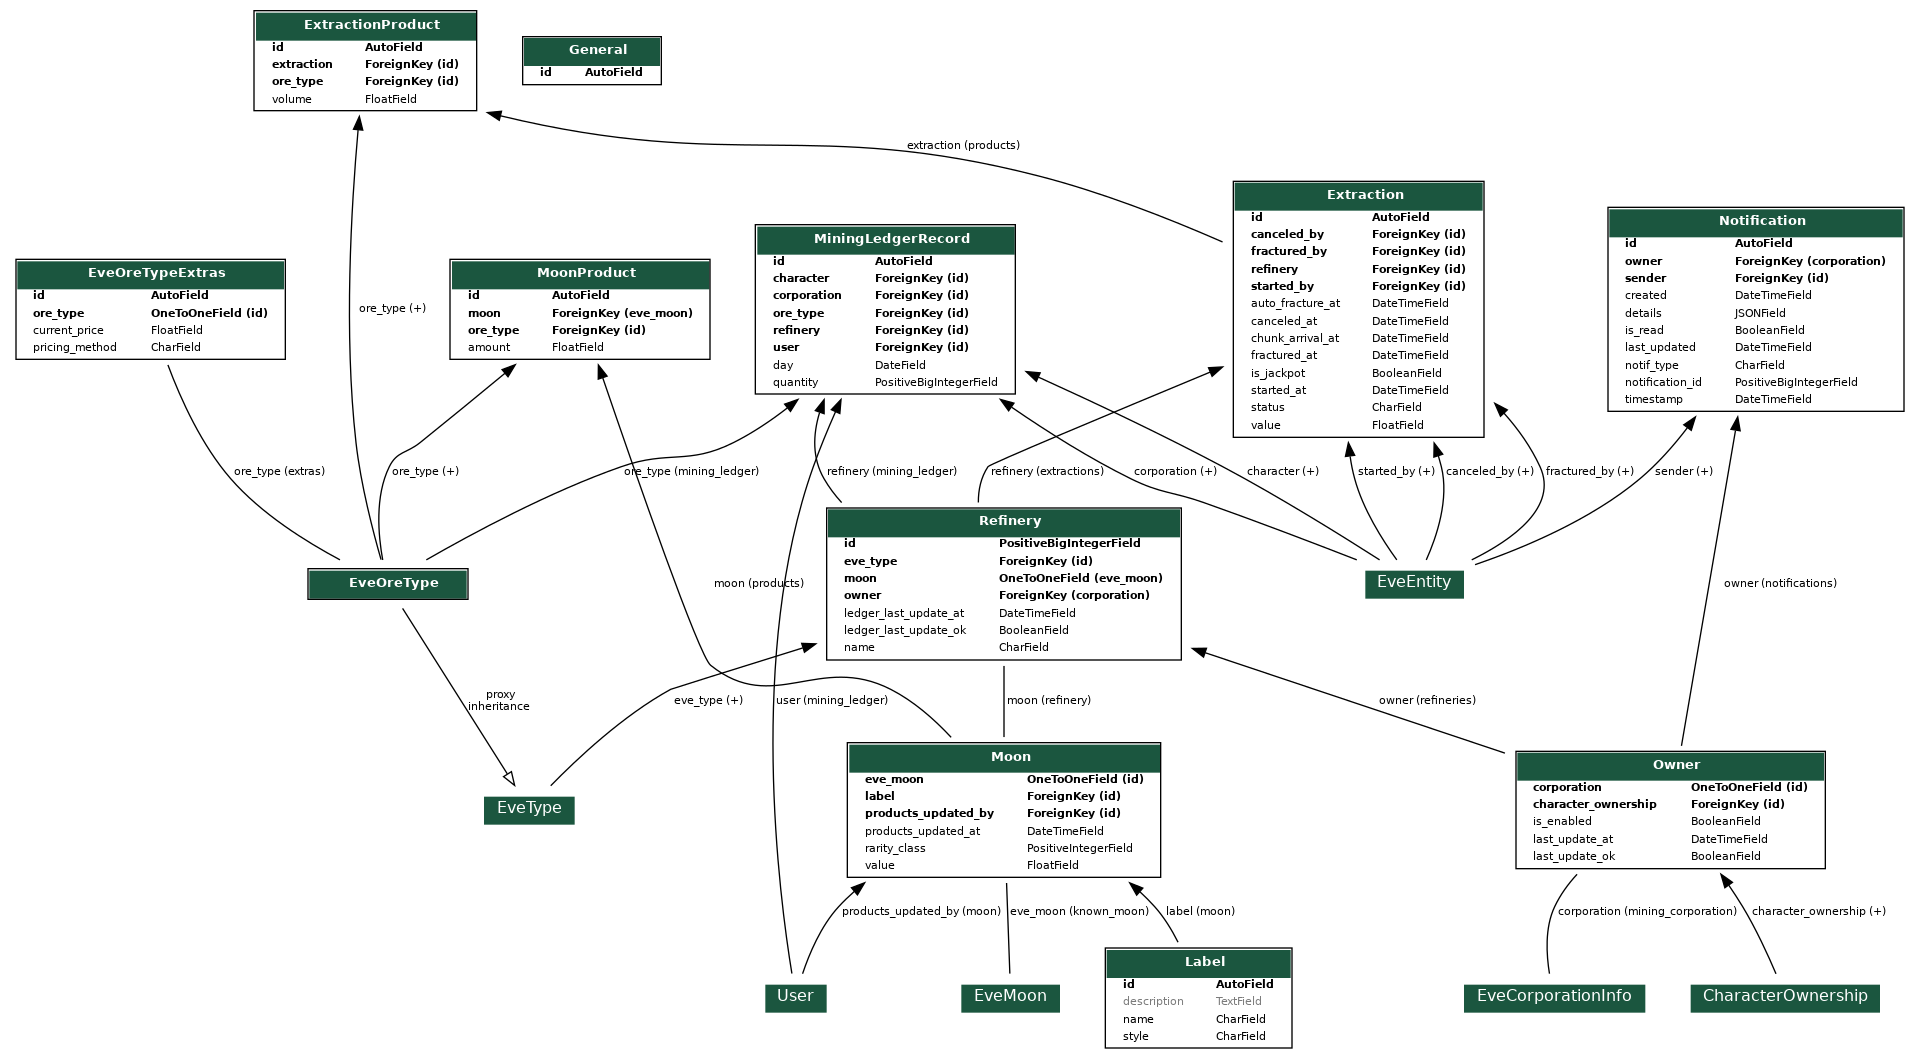 ExtractionProduct
id AutoField
extraction ForeignKey (id)
ore_type ForeignKey (id)
volume FloatField
General
id AutoField
extraction (products)
Extraction
id AutoField
canceled_by ForeignKey (id)
fractured_by ForeignKey (id)
refinery ForeignKey (id)
started_by ForeignKey (id)
auto_fracture_at DateTimeField
canceled_at DateTimeField
chunk_arrival_at DateTimeField
fractured_at DateTimeField
is_jackpot BooleanField
started_at DateTimeField
status CharField
value FloatField
Notification
id AutoField
owner ForeignKey (corporation)
sender ForeignKey (id)
created DateTimeField
details JSONField
is_read BooleanField
last_updated DateTimeField
notif_type CharField
notification_id PositiveBigIntegerField
timestamp DateTimeField
MiningLedgerRecord
id AutoField
character ForeignKey (id)
corporation ForeignKey (id)
ore_type ForeignKey (id)
refinery ForeignKey (id)
user ForeignKey (id)
day DateField
quantity PositiveBigIntegerField
EveOreTypeExtras
id AutoField
ore_type OneToOneField (id)
current_price FloatField
pricing_method CharField
ore_type (+)
MoonProduct
id AutoField
moon ForeignKey (eve_moon)
ore_type ForeignKey (id)
amount FloatField
ore_type (extras)
ore_type (+)
ore_type (mining_ledger)
refinery (mining_ledger)
refinery (extractions)
corporation (+)
character (+)
started_by (+)
canceled_by (+)
fractured_by (+)
sender (+)
Refinery
id PositiveBigIntegerField
eve_type ForeignKey (id)
moon OneToOneField (eve_moon)
owner ForeignKey (corporation)
ledger_last_update_at DateTimeField
ledger_last_update_ok BooleanField
name CharField
EveOreType
moon (products)
EveEntity
owner (notifications)
proxy
inheritance
eve_type (+)
user (mining_ledger)
moon (refinery)
owner (refineries)
EveType
Moon
eve_moon OneToOneField (id)
label ForeignKey (id)
products_updated_by ForeignKey (id)
products_updated_at DateTimeField
rarity_class PositiveIntegerField
value FloatField
Owner
corporation OneToOneField (id)
character_ownership ForeignKey (id)
is_enabled BooleanField
last_update_at DateTimeField
last_update_ok BooleanField
products_updated_by (moon)
eve_moon (known_moon)
label (moon)
corporation (mining_corporation)
character_ownership (+)
User
EveMoon
Label
id AutoField
description TextField
name CharField
style CharField
EveCorporationInfo
CharacterOwnership